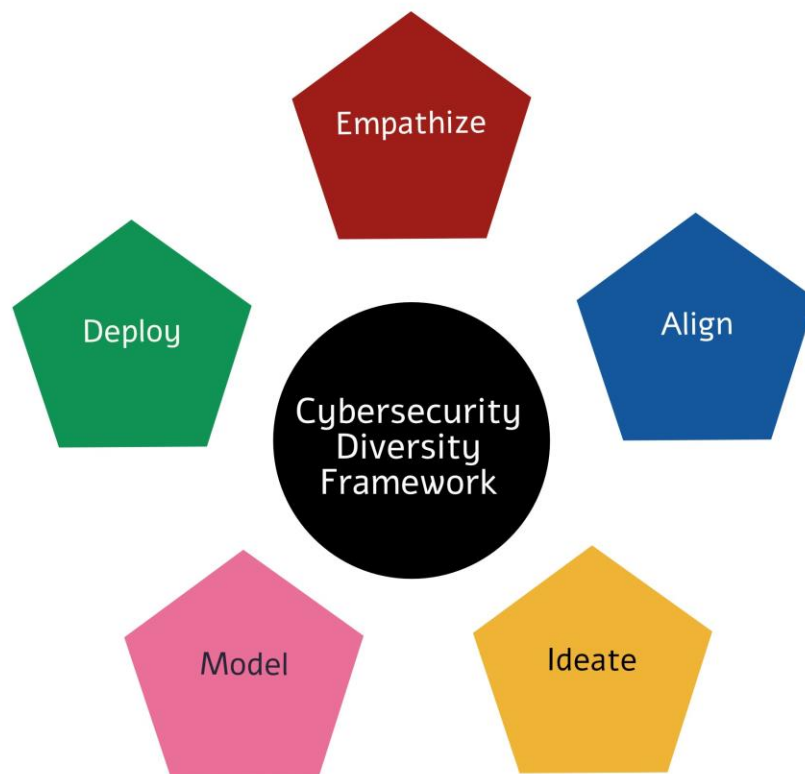 Empathize
Deploy
Align
Cybersecurity
Diversity
Framework
Model
Ideate